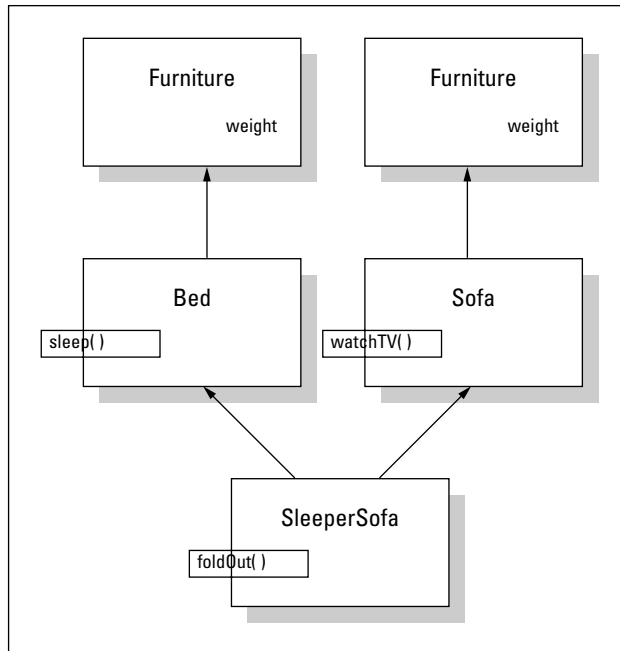 Furniture
weight
Furniture
weight
Bed
sleep( )
Sofa
watchTV( )
SleeperSofa
foldOut( )